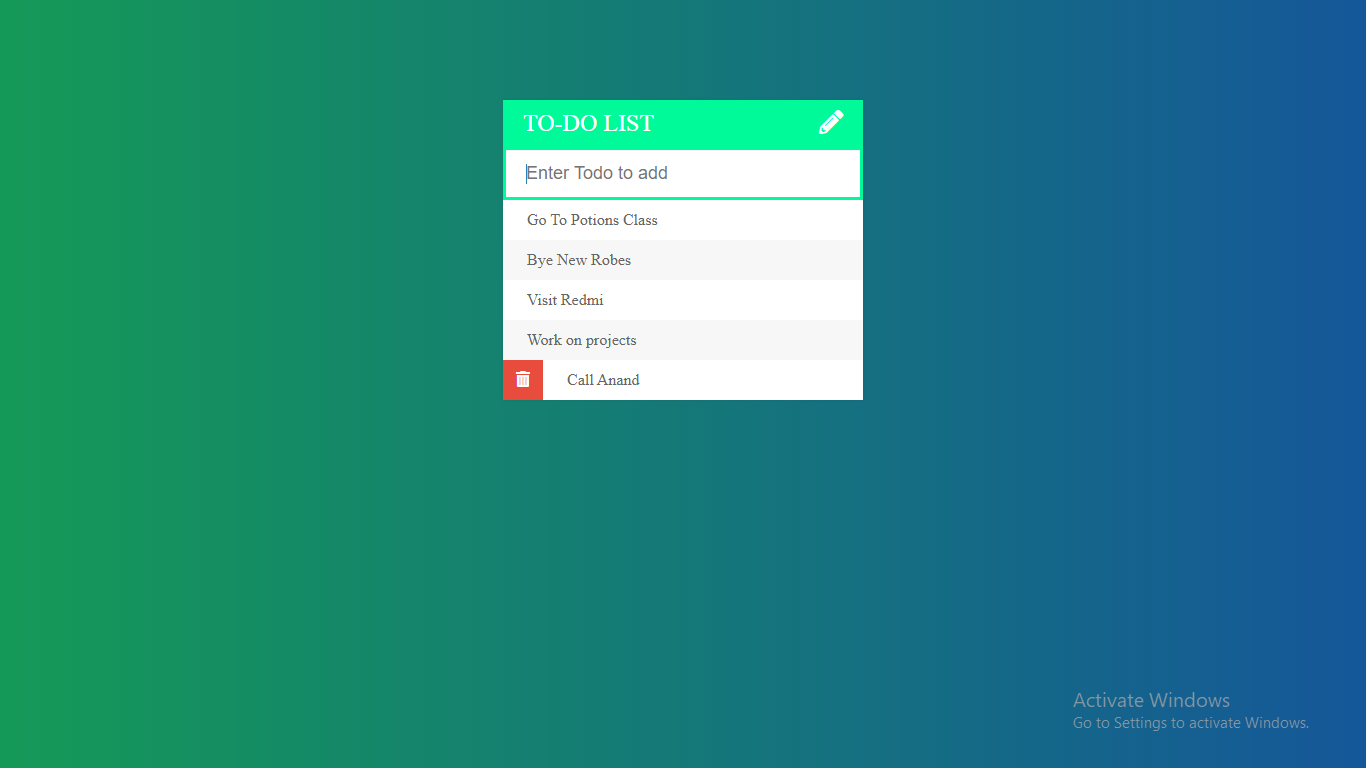 TO-DO LIST
Enter Todo to add
Go To Potions Class
Bye New Robes
Visit Redmi
Work on projects
Call Anand
Activate Windows
Go to Settings to activate Windows.